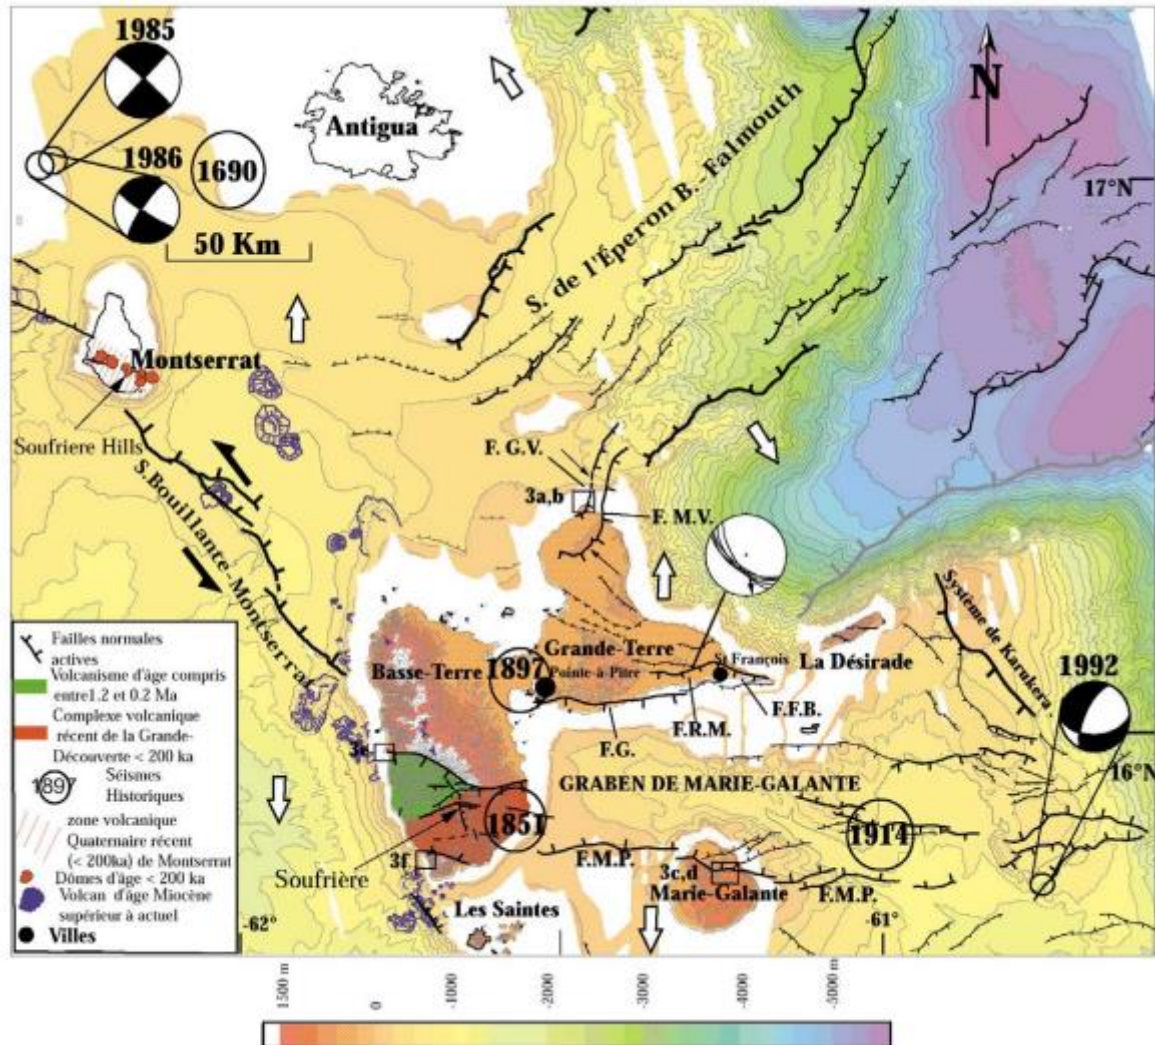 1985
Antigua
N
1986
1690
17°N
50 Km
S. de l'Éperon B.-Falmouth
Montserrat
Soufriere Hills
F. G.V.
3a,b
F. M.V.
S.Bouillante-Montserrat
Système de Karukera
Grande-Terre
St François
La Désirade
1992
Basse-Terre
1897
Pointe-à-Pitre
F.F.B.
F.R.M.
F.G.
3e
16°N
GRABEN DE MARIE-GALANTE
1851
1914
F.M.P.
3f
3c,d
Soufrière
Marie-Galante
F.M.P.
Les Saintes
-62°
-61°
Failles normales
actives
Volcanisme d'âge compris
entre1.2 et 0.2 Ma
Complexe volcanique
récent de la Grande-
Découverte < 200 ka
1897
Séismes
Historiques
zone volcanique
Quaternaire récent
(< 200ka) de Montserrat
Dômes d'âge < 200 ka
Volcan d'âge Miocène
supérieur à actuel
Villes
1500 m
0
-1000
-2000
-3000
-4000
-5000 m